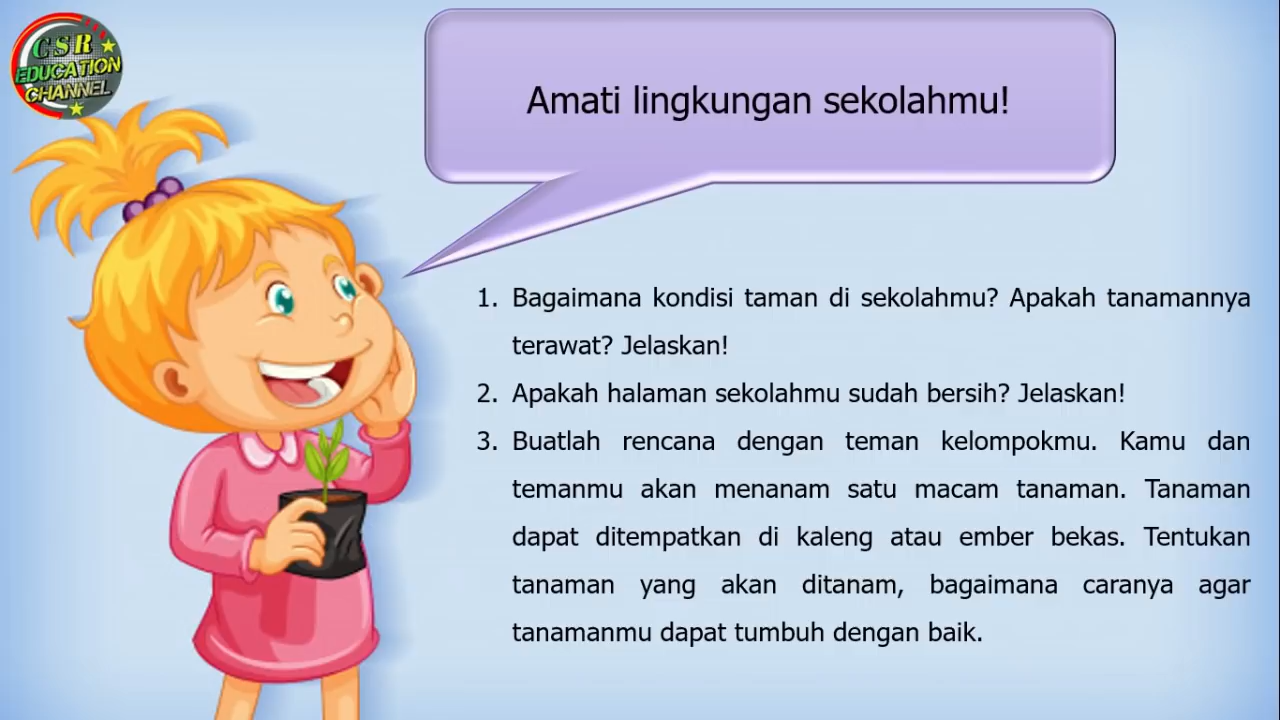 CSR
EDUCATION
CHANNEL
Amati lingkungan sekolahmu!
1. Bagaimana kondisi taman di sekolahmu? Apakah tanamannya
terawat? Jelaskan!
2. Apakah halaman sekolahmu sudah bersih? Jelaskan!
3. Buatlah rencana dengan teman kelompokmu. Kamu dan
temanmu akan menanam satu macam tanaman. Tanaman
dapat ditempatkan di kaleng atau ember bekas. Tentukan
tanaman yang akan ditanam, bagaimana caranya agar
tanamanmu dapat tumbuh dengan baik.